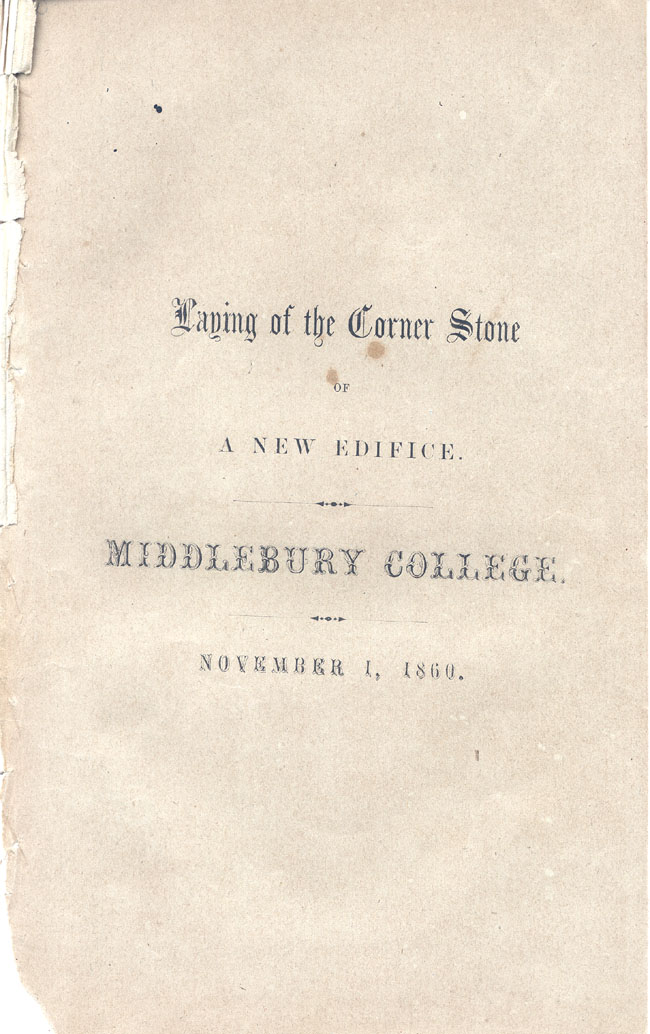 Laying of the Corner Stone
OF
A NEW EDIFICE.
MIDDLEBURY COLLEGE.
NOVEMBER 1, 1860.